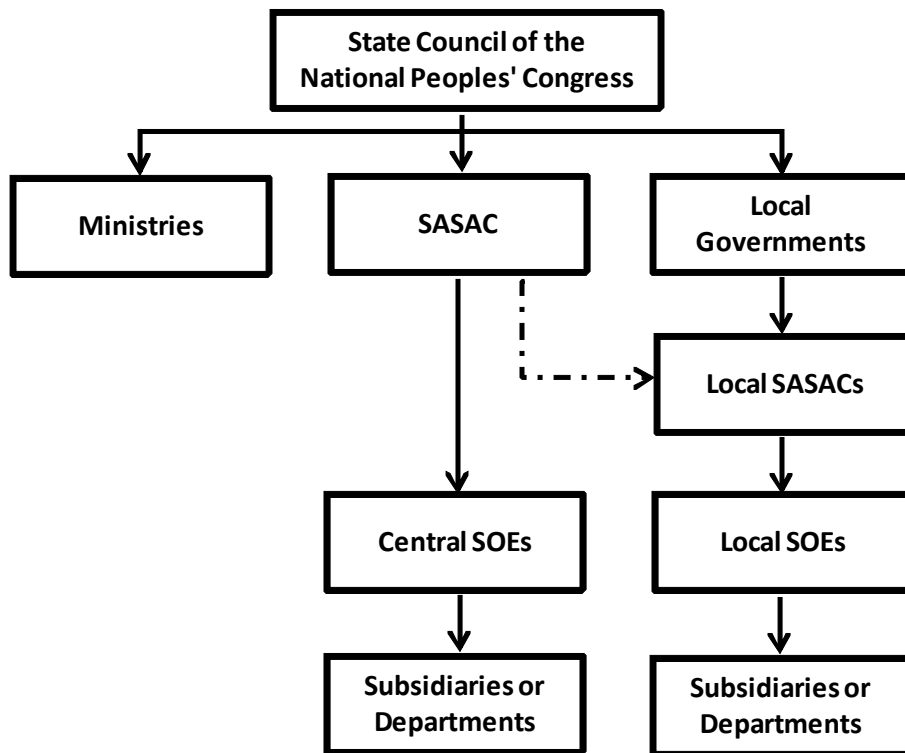 State Council of the
National Peoples' Congress
Ministries
SASAC
Local
Governments
Local SASACs
Central SOEs
Local SOEs
Subsidiaries or
Departments
Subsidiaries or
Departments